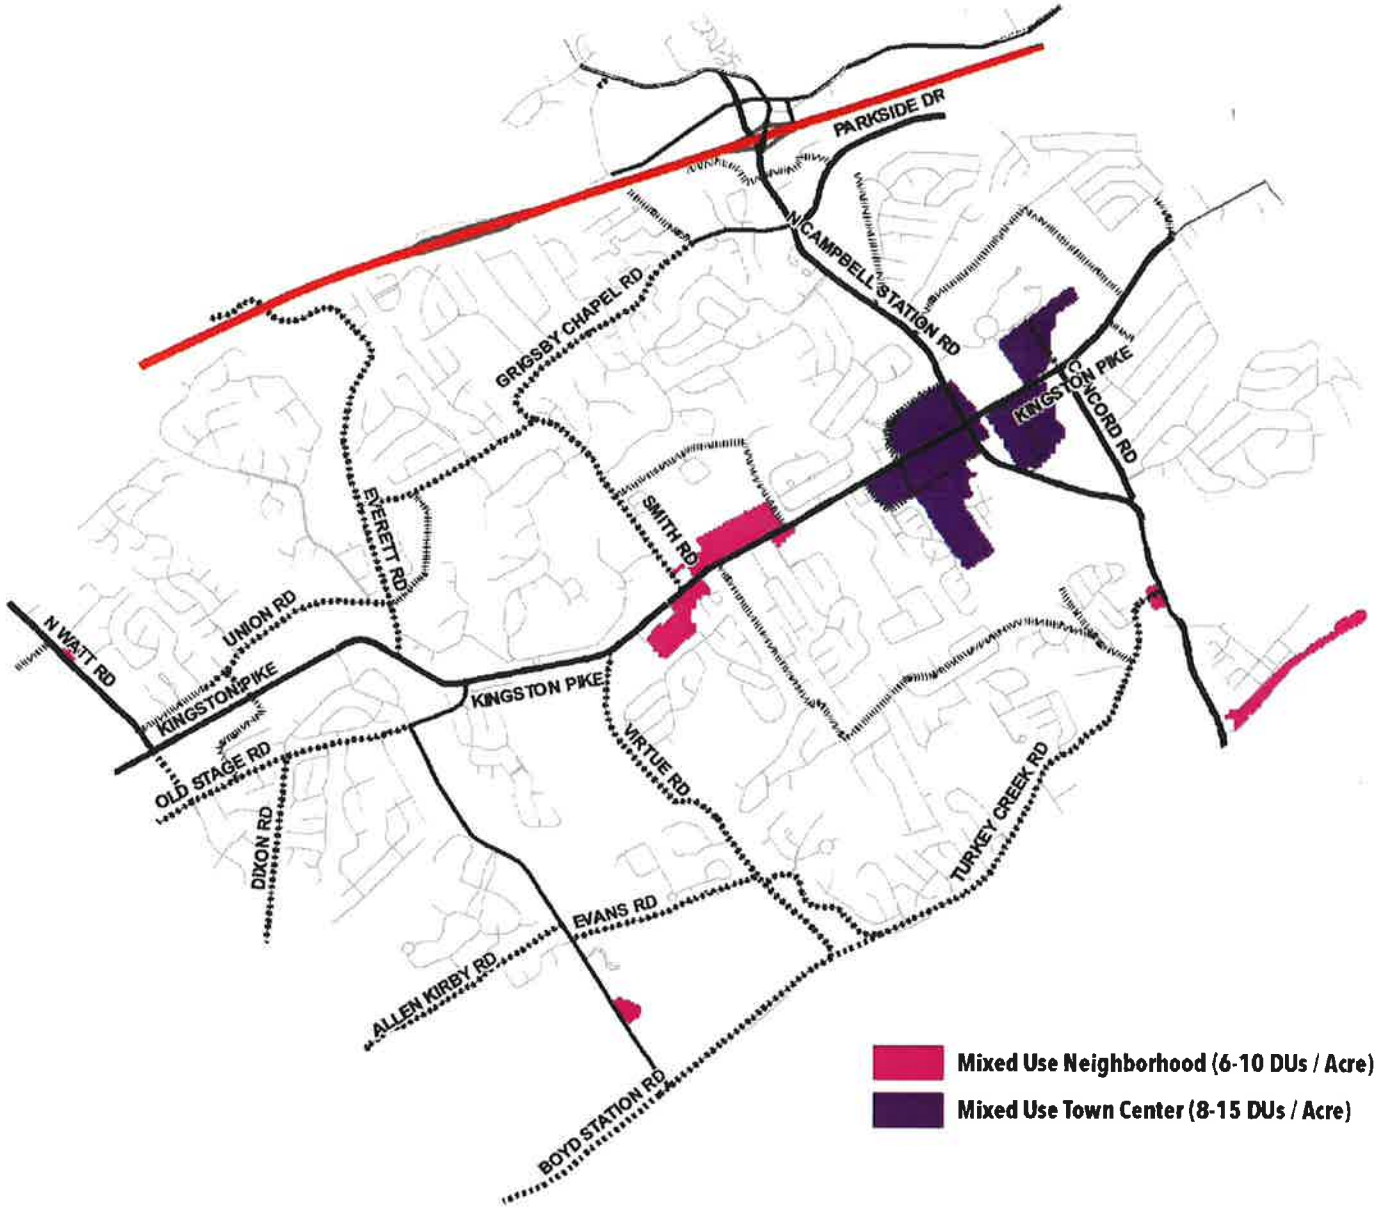 PARKSIDE DR
N CAMPBELL STATION RD
GRIGSBY CHAPEL RD
KINGSTON PIKE
CONCORD RD
EVERETT RD
SMITH RD
UNION RD
N WATT RD
KINGSTON PIKE
KINGSTON PIKE
OLD STAGE RD
VIRTUE RD
TURKEY CREEK RD
DIXON RD
EVANS RD
ALLEN KIRBY RD
BOYD STATION RD
Mixed Use Neighborhood (6-10 DUs / Acre)
Mixed Use Town Center (8-15 DUs / Acre)